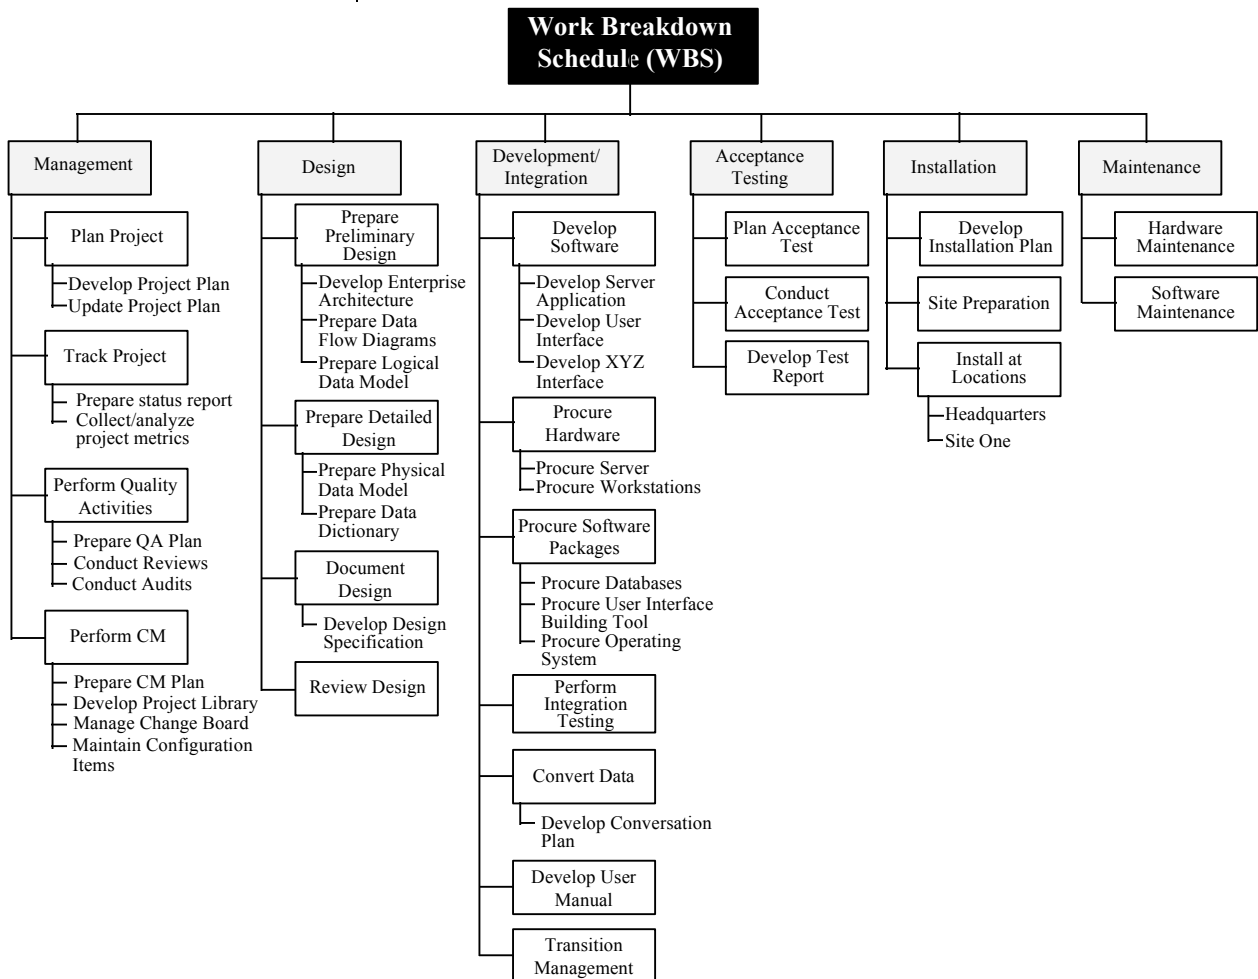 Work Breakdown
Schedule (WBS)
Management
Plan Project
Develop Project Plan
Update Project Plan
Track Project
Prepare status report
Collect/analyze
project metrics
Perform Quality
Activities
Prepare QA Plan
Conduct Reviews
Conduct Audits
Perform CM
Prepare CM Plan
Develop Project Library
Manage Change Board
Maintain Configuration
Items
Design
Prepare
Preliminary
Design
Develop Enterprise
Architecture
Prepare Data
Flow Diagrams
Prepare Logical
Data Model
Prepare Detailed
Design
Prepare Physical
Data Model
Prepare Data
Dictionary
Document
Design
Develop Design
Specification
Review Design
Development/
Integration
Develop
Software
Develop Server
Application
Develop User
Interface
Develop XYZ
Interface
Procure
Hardware
Procure Server
Procure Workstations
Procure Software
Packages
Procure Databases
Procure User Interface
Building Tool
Procure Operating
System
Perform
Integration
Testing
Convert Data
Develop Conversation
Plan
Develop User
Manual
Transition
Management
Acceptance
Testing
Plan Acceptance
Test
Conduct
Acceptance Test
Develop Test
Report
Installation
Develop
Installation Plan
Site Preparation
Install at
Locations
Headquarters
Site One
Maintenance
Hardware
Maintenance
Software
Maintenance